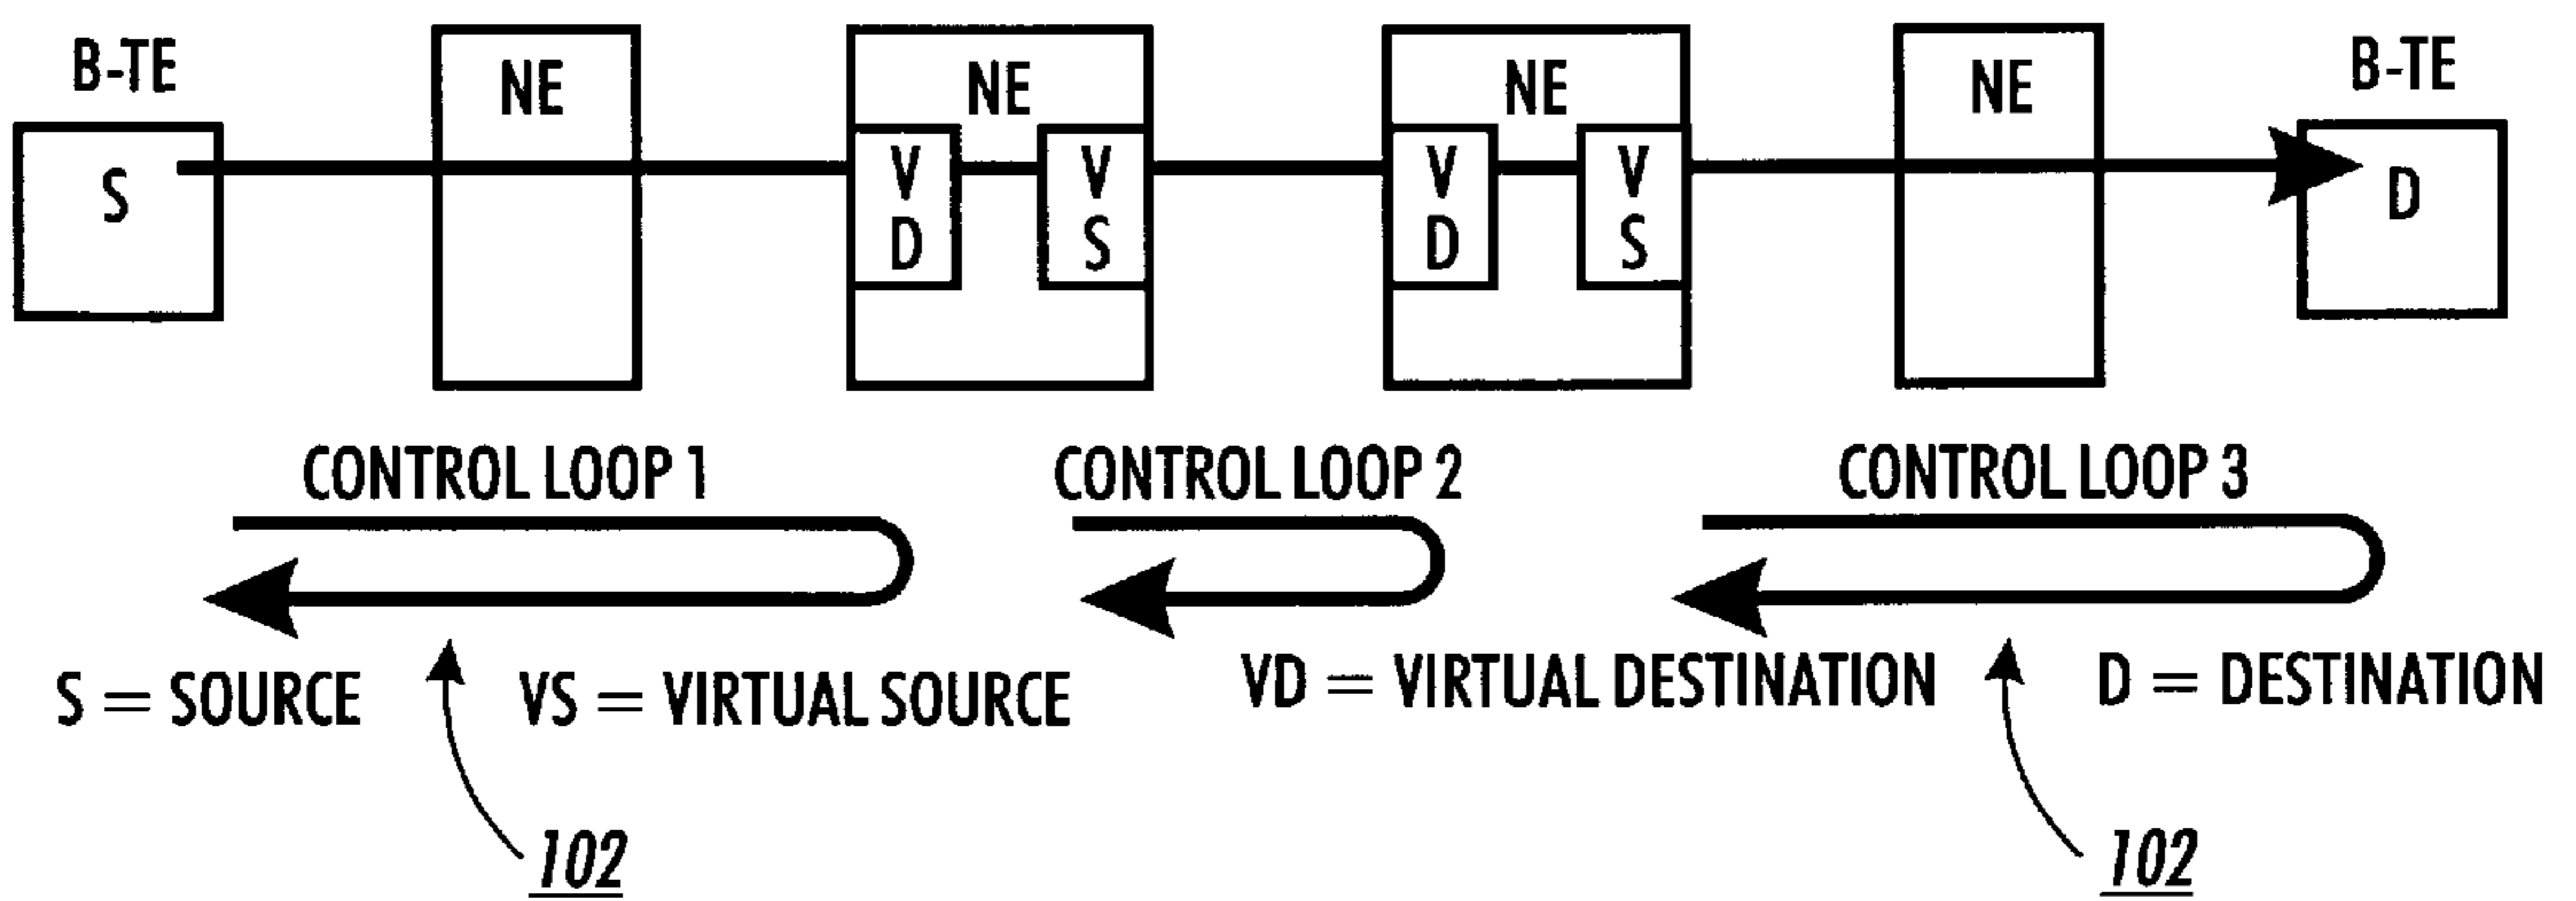 B-TE
NE
NE
NE
NE
B-TE
S
V
D
V
S
V
D
V
S
D
CONTROL LOOP 1
CONTROL LOOP 2
CONTROL LOOP 3
S = SOURCE
VS = VIRTUAL SOURCE
VD = VIRTUAL DESTINATION
D = DESTINATION
102
102